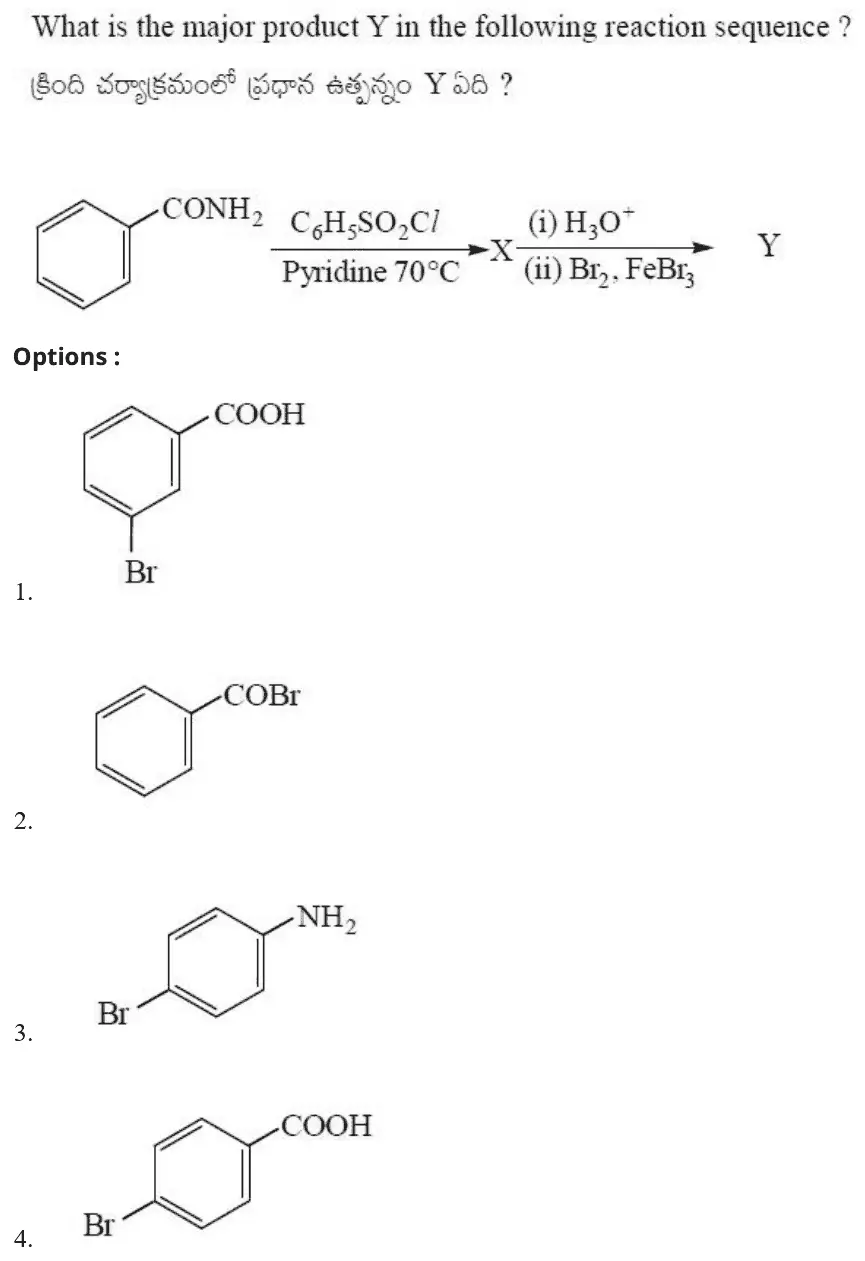 What is the major product Y in the following reaction sequence ?
క్రింది చర్యాక్రమంలో ప్రధాన ఉత్పన్నం Y ఏది ?
CONH₂ C₆H₅SO₂Cl Pyridine 70°C X (i) H₃O⁺ (ii) Br₂, FeBr₃ Y
Options :
COOH
Br
1.
COBr
2.
NH₂
Br
3.
COOH
Br
4.